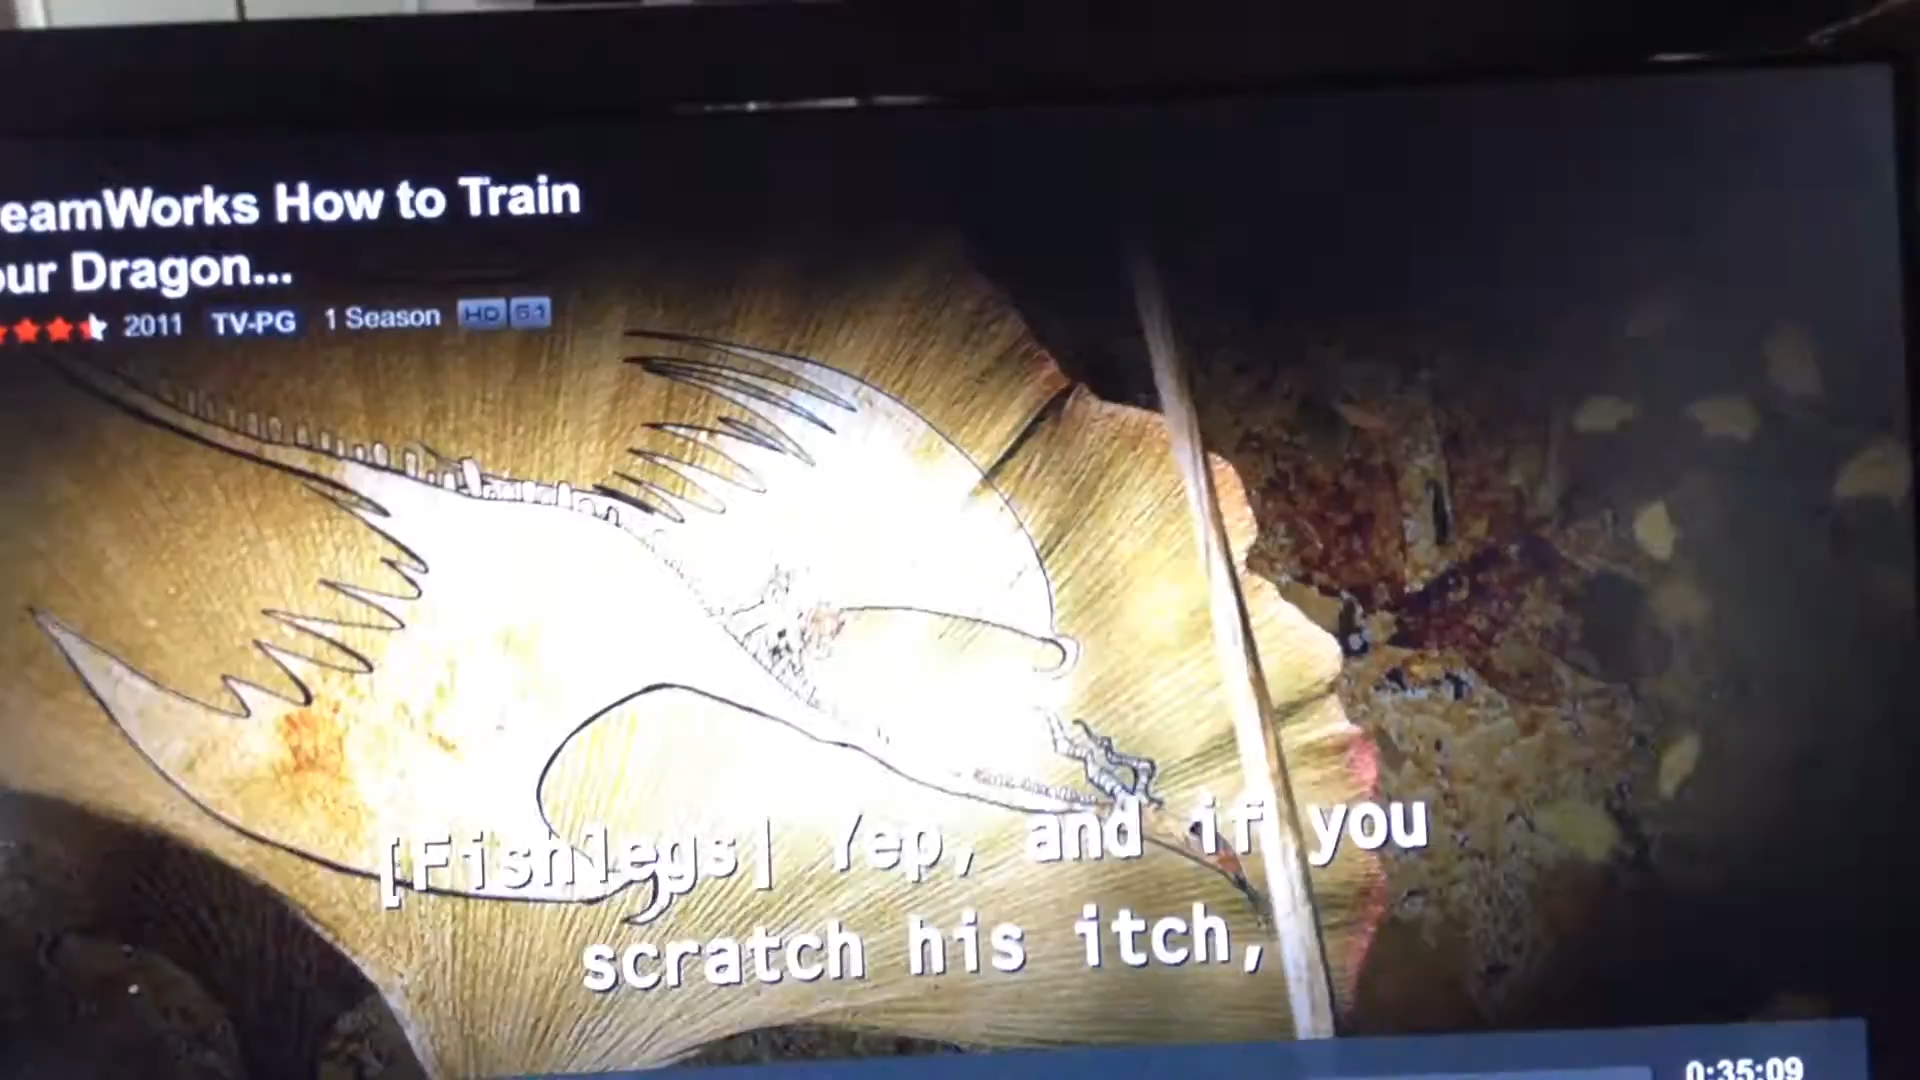 eamWorks How to Train
our Dragon...
2011 TV-PG 1 Season HD 5.1
[Fishlegs] Yep, and if you
scratch his itch,
0:35:09